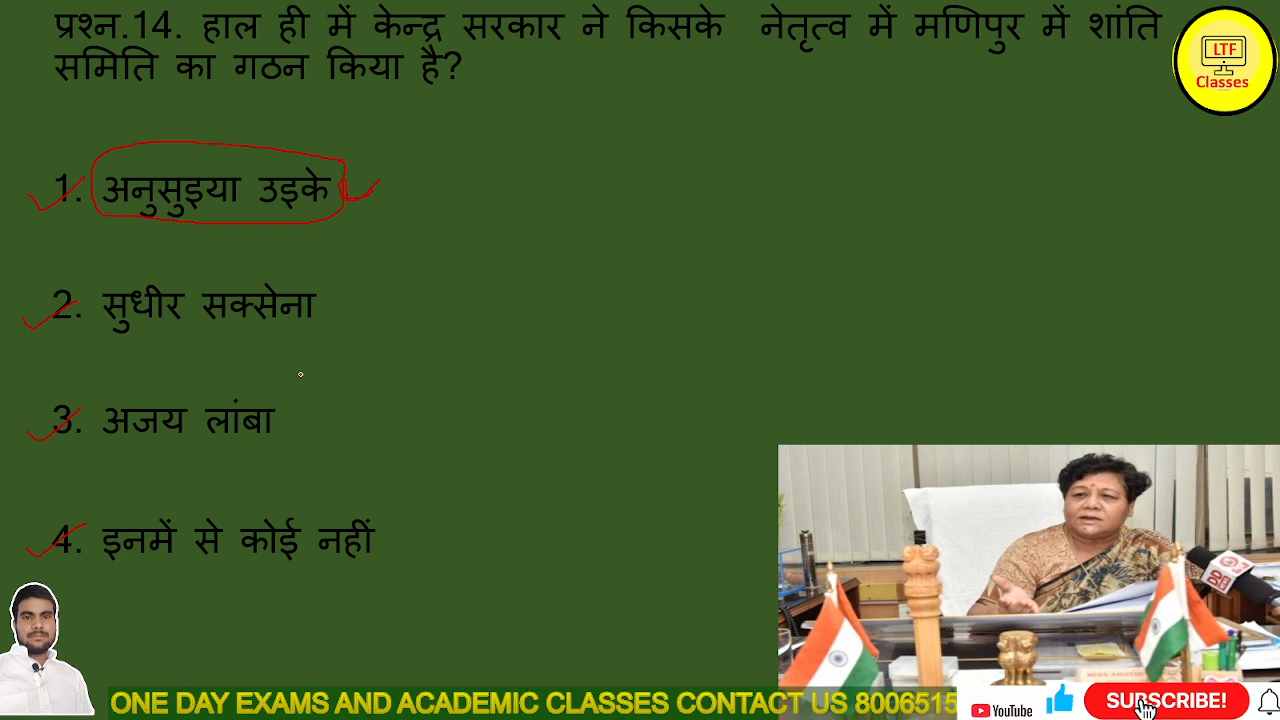 प्रश्न.14. हाल ही में केन्द्र सरकार ने किसके नेतृत्व में मणिपुर में शांति
समिति का गठन किया है?
LTF
Classes
1. अनुसुइया उइके
2. सुधीर सक्सेना
3. अजय लांबा
4. इनमें से कोई नहीं
ONE DAY EXAMS AND ACADEMIC CLASSES CONTACT US 8006515
YouTube
SUBSCRIBE!